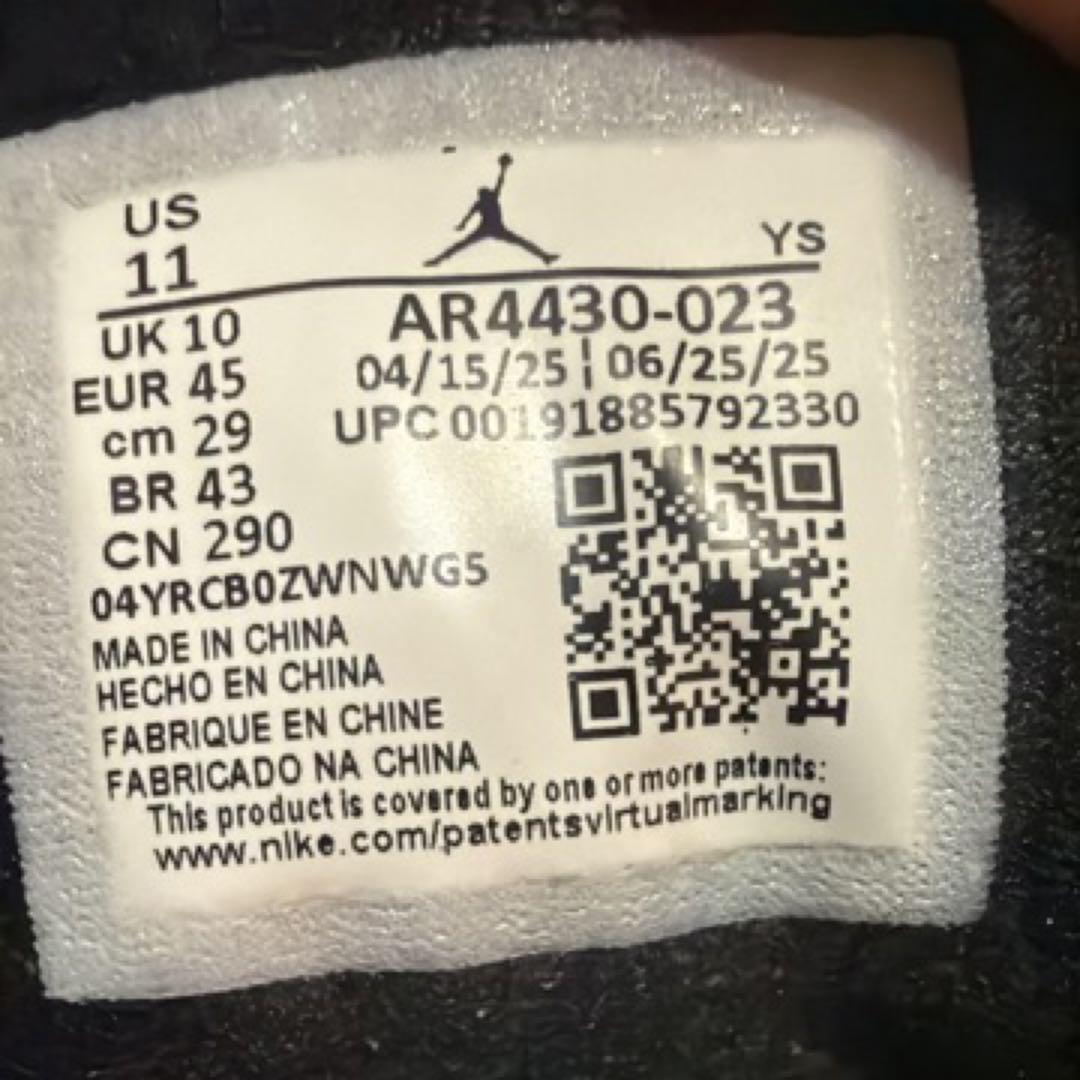 US
11
YS
UK 10
AR4430-023
EUR 45
04/15/25 | 06/25/25
cm 29
UPC 00191885792330
BR 43
CN 290
04YRCB0ZWNWG5
MADE IN CHINA
HECHO EN CHINA
FABRIQUE EN CHINE
FABRICADO NA CHINA
This product is covered by one or more patents:
www.nike.com/patentsvirtualmarking